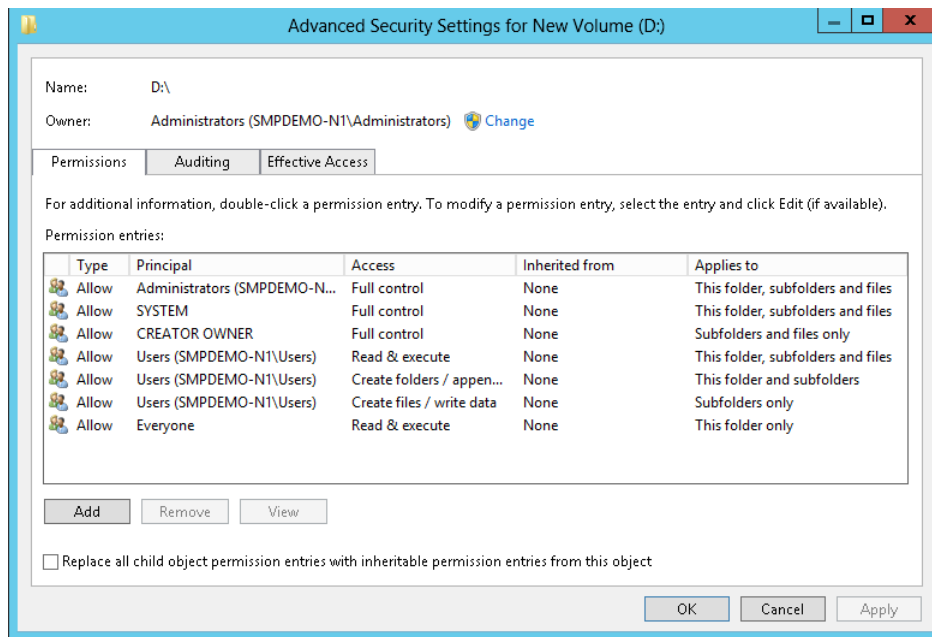 Advanced Security Settings for New Volume (D:)
Name: D:\
Owner: Administrators (SMPDEMO-N1\Administrators) Change
Permissions Auditing Effective Access
For additional information, double-click a permission entry. To modify a permission entry, select the entry and click Edit (if available).
Permission entries:
Type Principal Access Inherited from Applies to
Allow Administrators (SMPDEMO-N... Full control None This folder, subfolders and files
Allow SYSTEM Full control None This folder, subfolders and files
Allow CREATOR OWNER Full control None Subfolders and files only
Allow Users (SMPDEMO-N1\Users) Read & execute None This folder, subfolders and files
Allow Users (SMPDEMO-N1\Users) Create folders / appen... None This folder and subfolders
Allow Users (SMPDEMO-N1\Users) Create files / write data None Subfolders only
Allow Everyone Read & execute None This folder only
Add Remove View
Replace all child object permission entries with inheritable permission entries from this object
OK Cancel Apply